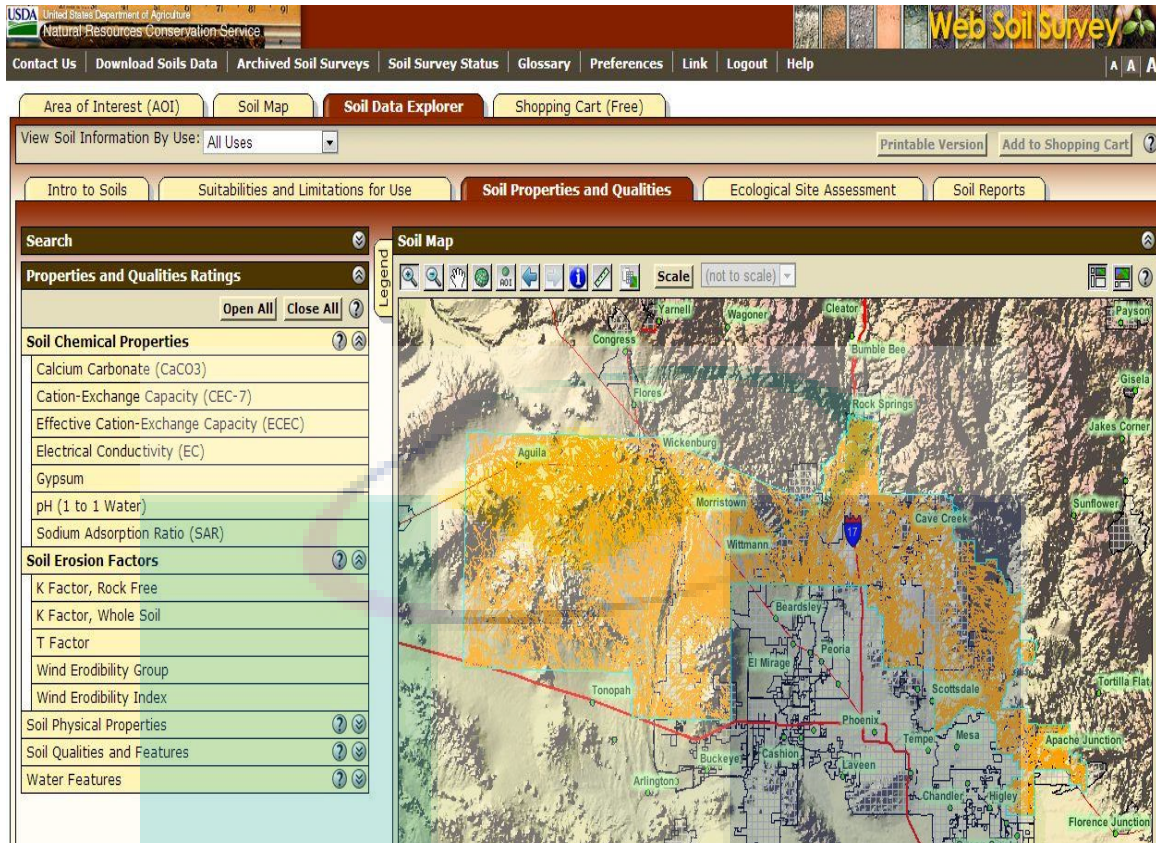 USDA United States Department of Agriculture
Natural Resources Conservation Service
Web Soil Survey
Contact Us | Download Soils Data | Archived Soil Surveys | Soil Survey Status | Glossary | Preferences | Link | Logout | Help
A A A
Area of Interest (AOI) Soil Map Soil Data Explorer Shopping Cart (Free)
View Soil Information By Use: All Uses Printable Version Add to Shopping Cart ?
Intro to Soils Suitabilities and Limitations for Use Soil Properties and Qualities Ecological Site Assessment Soil Reports
Search
Properties and Qualities Ratings
Open All Close All ?
Soil Chemical Properties ?
Calcium Carbonate (CaCO3)
Cation-Exchange Capacity (CEC-7)
Effective Cation-Exchange Capacity (ECEC)
Electrical Conductivity (EC)
Gypsum
pH (1 to 1 Water)
Sodium Adsorption Ratio (SAR)
Soil Erosion Factors ?
K Factor, Rock Free
K Factor, Whole Soil
T Factor
Wind Erodibility Group
Wind Erodibility Index
Soil Physical Properties ?
Soil Qualities and Features ?
Water Features ?
Legend
Soil Map
AOI i Scale (not to scale) ?
Yarnell
Wagoner
Cleator
Payson
Congress
Bumble Bee
Gisela
Flores
Rock Springs
Jakes Corner
Wickenburg
Aguila
Morristown
Sunflower
Cave Creek
17
Wittmann
Beardsley
Peoria
El Mirage
Tortilla Flat
Scottsdale
Tonopah
Phoenix
Tempe
Mesa
Apache Junction
Buckeye
Cashion
Laveen
Arlington
Chandler
Higley
Florence Junction